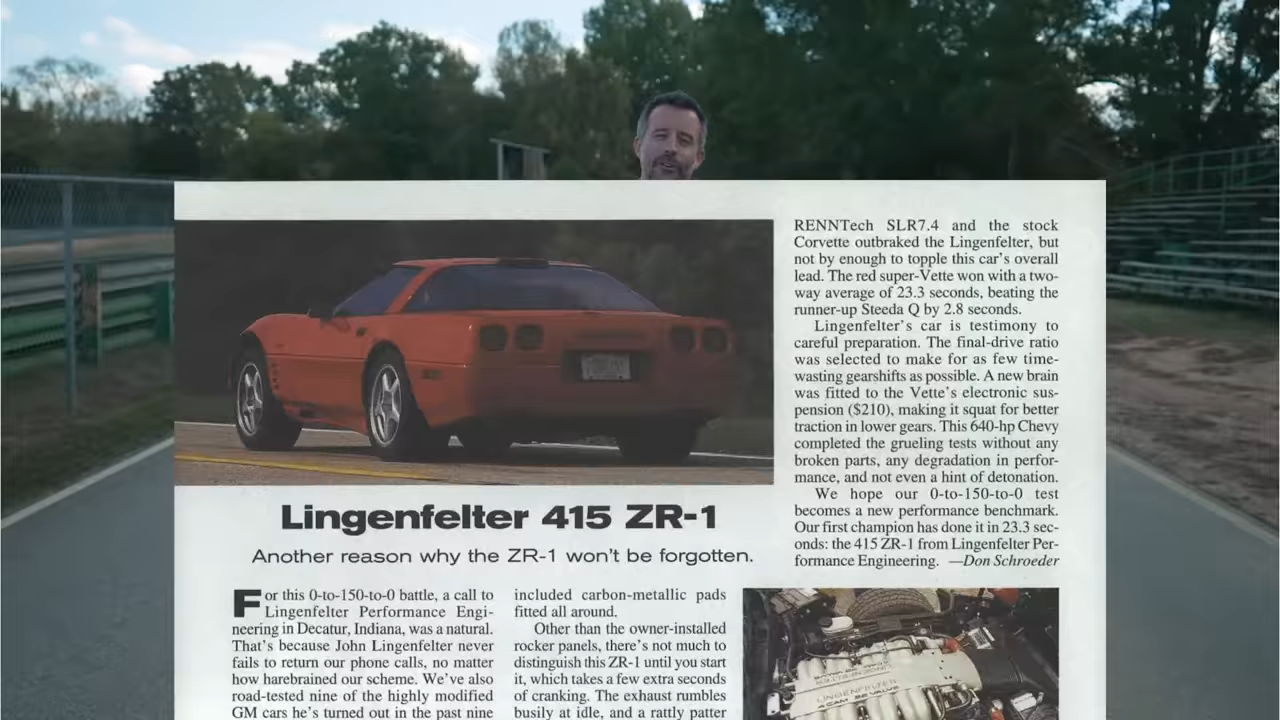 Lingenfelter 415 ZR-1
Another reason why the ZR-1 won't be forgotten.
For this 0-to-150-to-0 battle, a call to
Lingenfelter Performance Engi-
neering in Decatur, Indiana, was a natural.
That's because John Lingenfelter never
fails to return our phone calls, no matter
how harebrained our scheme. We've also
road-tested nine of the highly modified
GM cars he's turned out in the past nine
included carbon-metallic pads
fitted all around.
Other than the owner-installed
rocker panels, there's not much to
distinguish this ZR-1 until you start
it, which takes a few extra seconds
of cranking. The exhaust rumbles
busily at idle, and a rattly patter
RENNTech SLR7.4 and the stock
Corvette outbraked the Lingenfelter, but
not by enough to topple this car's overall
lead. The red super-Vette won with a two-
way average of 23.3 seconds, beating the
runner-up Steeda Q by 2.8 seconds.
Lingenfelter's car is testimony to
careful preparation. The final-drive ratio
was selected to make for as few time-
wasting gearshifts as possible. A new brain
was fitted to the Vette's electronic sus-
pension ($210), making it squat for better
traction in lower gears. This 640-hp Chevy
completed the grueling tests without any
broken parts, any degradation in perfor-
mance, and not even a hint of detonation.
We hope our 0-to-150-to-0 test
becomes a new performance benchmark.
Our first champion has done it in 23.3 sec-
onds: the 415 ZR-1 from Lingenfelter Per-
formance Engineering. —Don Schroeder
LINGENFELTER